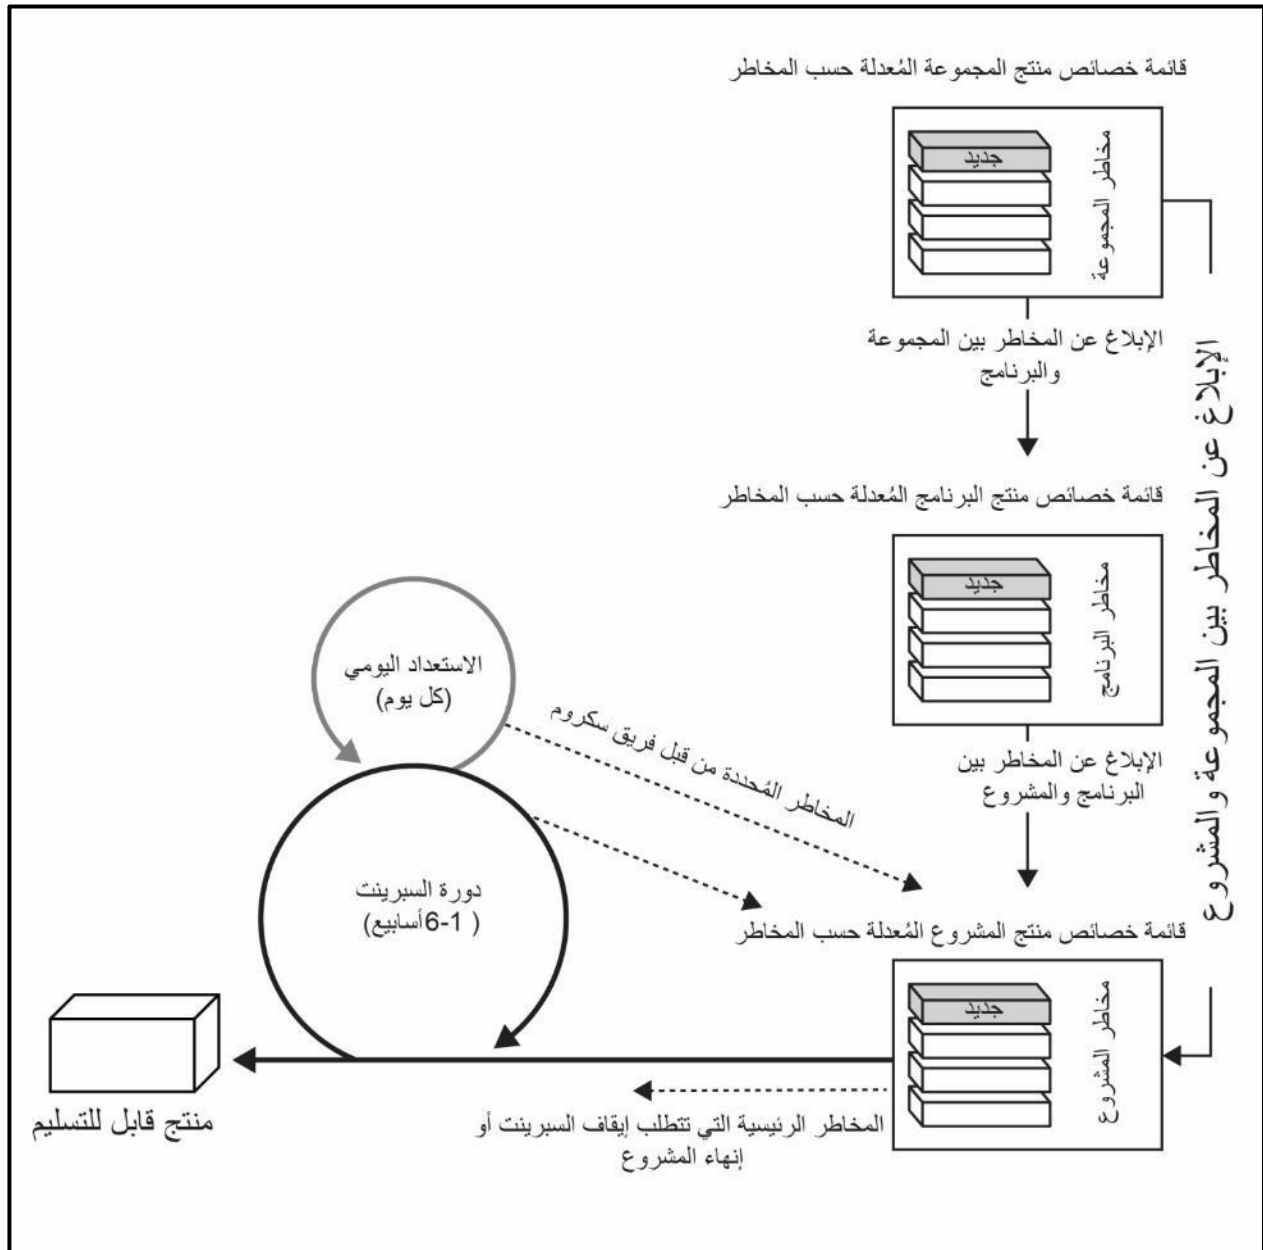 قائمة خصائص منتج المجموعة المُعدلة حسب المخاطر
جديد
مخاطر المجموعة
الإبلاغ عن المخاطر بين المجموعة
والبرنامج
الإبلاغ عن المخاطر بين المجموعة والمشروع
قائمة خصائص منتج البرنامج المُعدلة حسب المخاطر
جديد
مخاطر البرنامج
الإبلاغ عن المخاطر بين
البرنامج والمشروع
الاستعداد اليومي
(كل يوم)
المخاطر المُحددة من قبل فريق سكروم
دورة السبرينت
( 1-6أسابيع)
قائمة خصائص منتج المشروع المُعدلة حسب المخاطر
جديد
مخاطر المشروع
المخاطر الرئيسية التي تتطلب إيقاف السبرينت أو
إنهاء المشروع
منتج قابل للتسليم